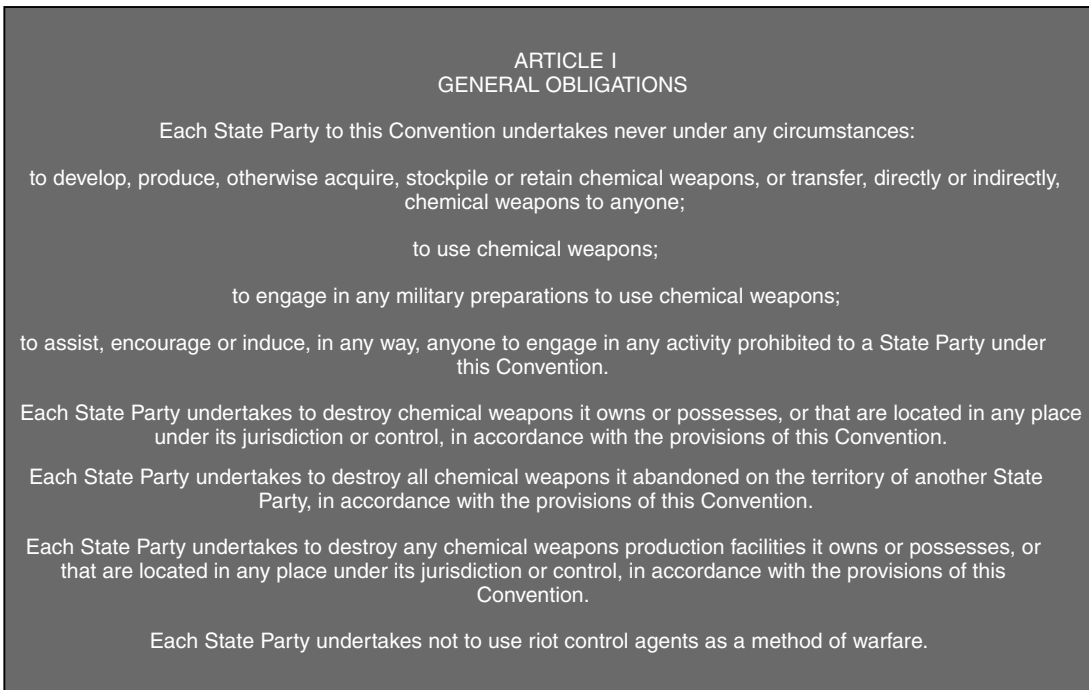 ARTICLE I
GENERAL OBLIGATIONS
Each State Party to this Convention undertakes never under any circumstances:
to develop, produce, otherwise acquire, stockpile or retain chemical weapons, or transfer, directly or indirectly,
chemical weapons to anyone;
to use chemical weapons;
to engage in any military preparations to use chemical weapons;
to assist, encourage or induce, in any way, anyone to engage in any activity prohibited to a State Party under
this Convention.
Each State Party undertakes to destroy chemical weapons it owns or possesses, or that are located in any place
under its jurisdiction or control, in accordance with the provisions of this Convention.
Each State Party undertakes to destroy all chemical weapons it abandoned on the territory of another State
Party, in accordance with the provisions of this Convention.
Each State Party undertakes to destroy any chemical weapons production facilities it owns or possesses, or
that are located in any place under its jurisdiction or control, in accordance with the provisions of this
Convention.
Each State Party undertakes not to use riot control agents as a method of warfare.